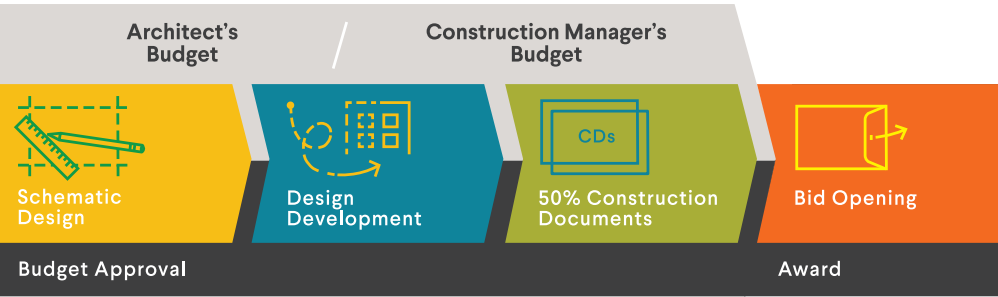 Architect's
Budget
Construction Manager's
Budget
CDs
Schematic
Design
Design
Development
50% Construction
Documents
Bid Opening
Budget Approval
Award